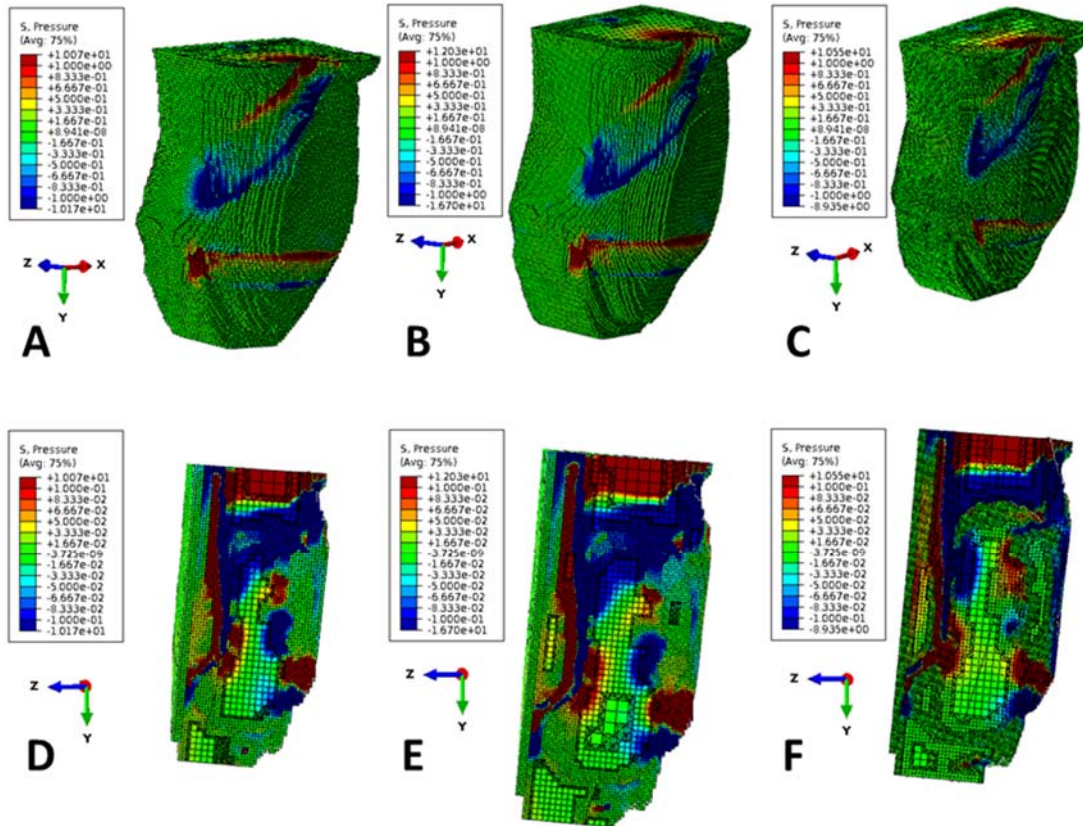 S, Pressure
(Avg: 75%)
+1.007e+01
+1.000e+00
+8.333e-01
+6.667e-01
+5.000e-01
+3.333e-01
+1.667e-01
+8.941e-08
-1.667e-01
-3.333e-01
-5.000e-01
-6.667e-01
-8.333e-01
-1.000e+00
-1.017e+01
Z X
Y
A
S, Pressure
(Avg: 75%)
+1.203e+01
+1.000e+00
+8.333e-01
+6.667e-01
+5.000e-01
+3.333e-01
+1.667e-01
+8.941e-08
-1.667e-01
-3.333e-01
-5.000e-01
-6.667e-01
-8.333e-01
-1.000e+00
-1.670e+01
Z X
Y
B
S, Pressure
(Avg: 75%)
+1.055e+01
+1.000e+00
+8.333e-01
+6.667e-01
+5.000e-01
+3.333e-01
+1.667e-01
+8.941e-08
-1.667e-01
-3.333e-01
-5.000e-01
-6.667e-01
-8.333e-01
-1.000e+00
-8.935e+00
Z X
Y
C
S, Pressure
(Avg: 75%)
+1.007e+01
+1.000e-01
+8.333e-02
+6.667e-02
+5.000e-02
+3.333e-02
+1.667e-02
-3.725e-09
-1.667e-02
-3.333e-02
-5.000e-02
-6.667e-02
-8.333e-02
-1.000e-01
-1.017e+01
Z
Y
D
S, Pressure
(Avg: 75%)
+1.203e+01
+1.000e-01
+8.333e-02
+6.667e-02
+5.000e-02
+3.333e-02
+1.667e-02
-3.725e-09
-1.667e-02
-3.333e-02
-5.000e-02
-6.667e-02
-8.333e-02
-1.000e-01
-1.670e+01
Z
Y
E
S, Pressure
(Avg: 75%)
+1.055e+01
+1.000e-01
+8.333e-02
+6.667e-02
+5.000e-02
+3.333e-02
+1.667e-02
-3.725e-09
-1.667e-02
-3.333e-02
-5.000e-02
-6.667e-02
-8.333e-02
-1.000e-01
-8.935e+00
Z
Y
F